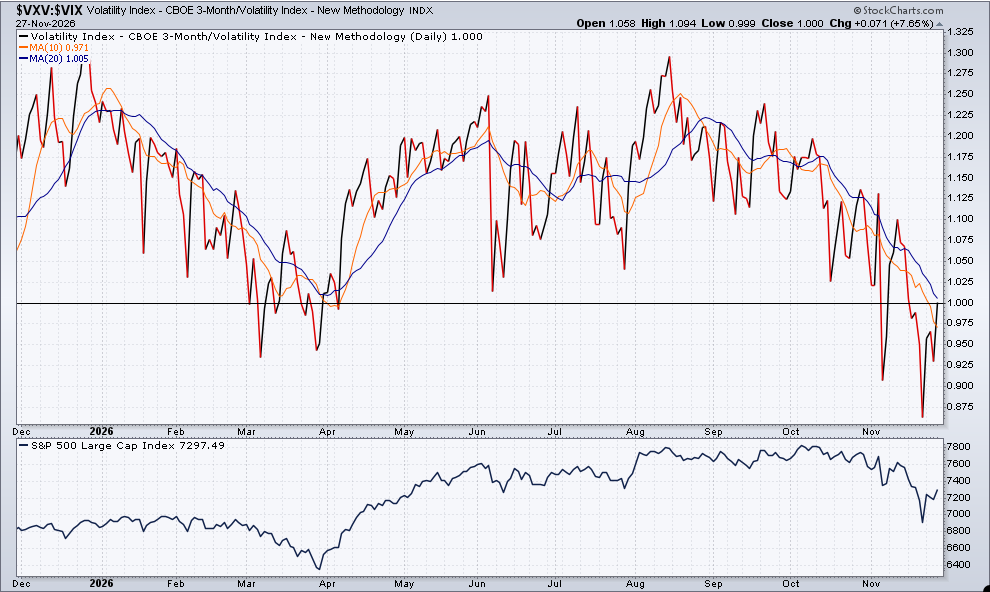 $VXV:$VIX Volatility Index - CBOE 3-Month/Volatility Index - New Methodology INDX
© StockCharts.com
27-Nov-2026
Open 1.058 High 1.094 Low 0.999 Close 1.000 Chg +0.071 (+7.65%)
Volatility Index - CBOE 3-Month/Volatility Index - New Methodology (Daily) 1.000
MA(10) 0.971
MA(20) 1.005
1.325
1.300
1.275
1.250
1.225
1.200
1.175
1.150
1.125
1.100
1.075
1.050
1.025
1.000
0.975
0.950
0.925
0.900
0.875
Dec 2026 Feb Mar Apr May Jun Jul Aug Sep Oct Nov
S&P 500 Large Cap Index 7297.49
7800
7600
7400
7200
7000
6800
6600
6400
Dec 2026 Feb Mar Apr May Jun Jul Aug Sep Oct Nov